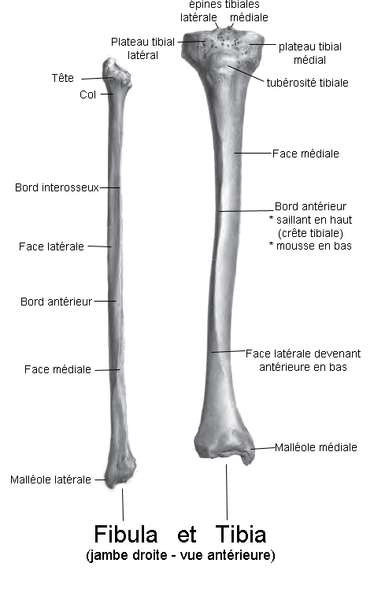 épines tibiales
latérale médiale
Plateau tibial
latéral
plateau tibial
médial
Tête
tubérosité tibiale
Col
Face médiale
Bord interosseux
Bord antérieur
* saillant en haut
(crête tibiale)
* mousse en bas
Face latérale
Bord antérieur
Face latérale devenant
antérieure en bas
Face médiale
Malléole médiale
Malléole latérale
Fibula et Tibia
(jambe droite - vue antérieure)